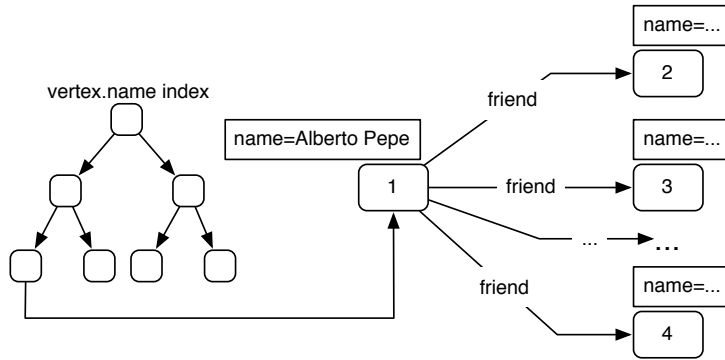 name=...
2
friend
vertex.name index
name=Alberto Pepe
name=...
1
friend
3
...
...
name=...
friend
4